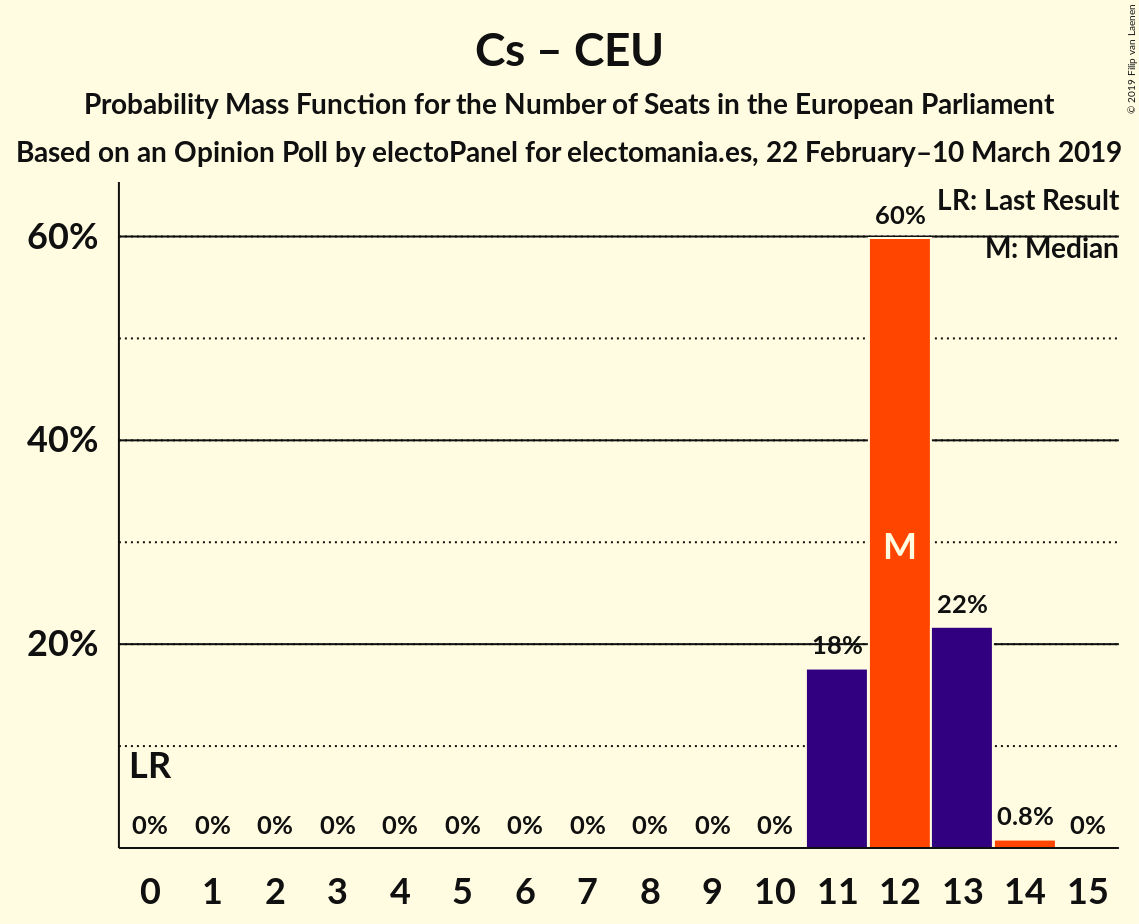 Cs – CEU
Probability Mass Function for the Number of Seats in the European Parliament
Based on an Opinion Poll by electoPanel for electomania.es, 22 February–10 March 2019
© 2019 Filip van Laenen
LR: Last Result
M: Median
60%
40%
20%
60%
M
22%
18%
LR
0% 0% 0% 0% 0% 0% 0% 0% 0% 0% 0% 0.8% 0%
0 1 2 3 4 5 6 7 8 9 10 11 12 13 14 15